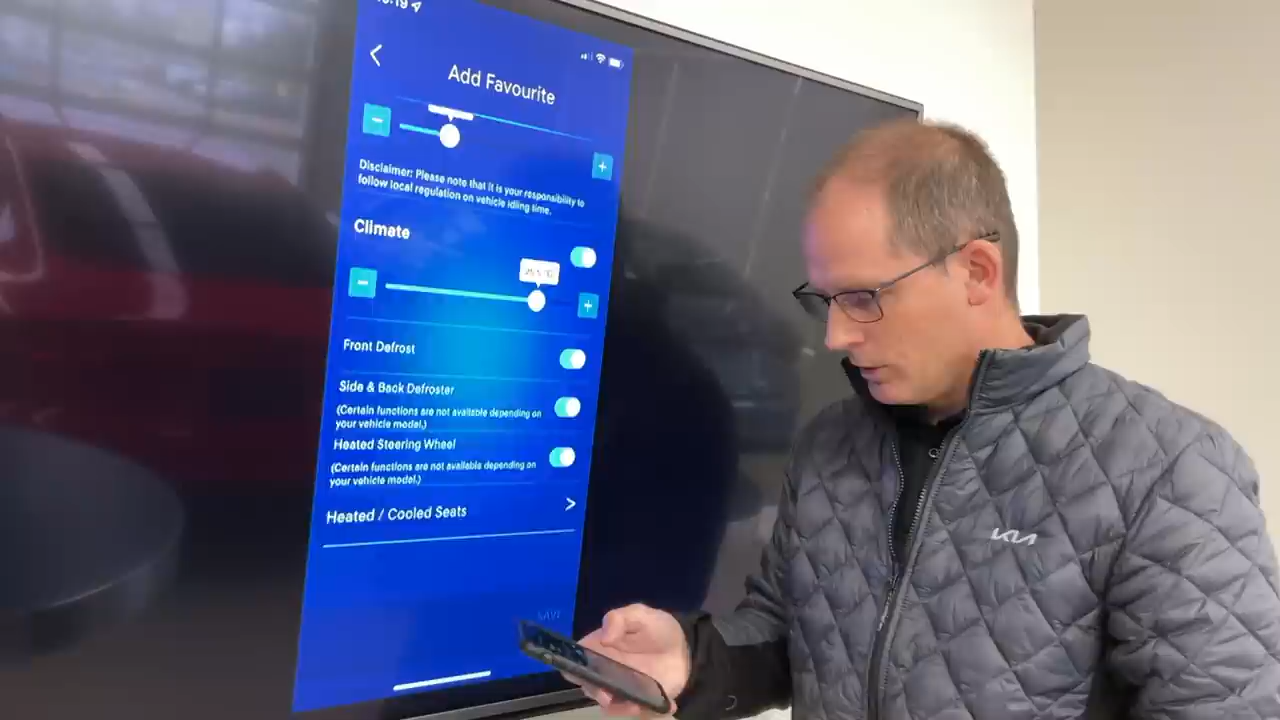 Add Favourite
Disclaimer: Please note that it is your responsibility to
follow local regulation on vehicle idling time.
Climate
Front Defrost
Side & Back Defroster
(Certain functions are not available depending on
your vehicle model.)
Heated Steering Wheel
(Certain functions are not available depending on
your vehicle model.)
Heated / Cooled Seats
SAVE
KIA